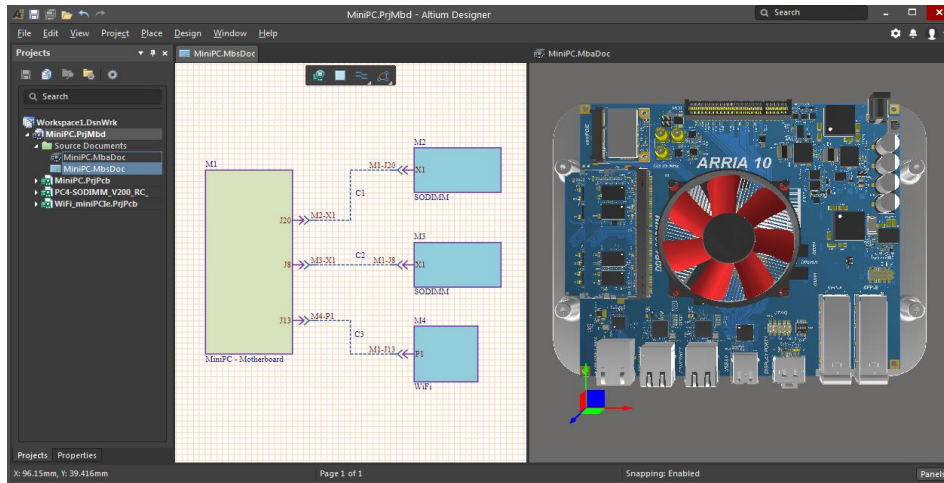 MiniPC.PrjMbd - Altium Designer
Search
File Edit View Project Place Design Window Help
Projects
MiniPC.MbsDoc
MiniPC.MbaDoc
Search
Workspace1.DsnWrk
MiniPC.PrjMbd
Source Documents
MiniPC.MbaDoc
MiniPC.MbsDoc
MiniPC.PrjPcb
PC4-SODIMM_V200_RC_
WiFi_miniPCIe.PrjPcb
M1
J20
M2-X1
J8
M3-X1
J13
M4-P1
MiniPC - Motherboard
C1
C2
C3
M2
M1-J20
X1
SODIMM
M3
M1-J8
X1
SODIMM
M4
M1-J13
P1
WiFi
ARRIA 10
Projects Properties
X: 96.15mm, Y: 39.416mm
Page 1 of 1
Snapping: Enabled
Panels